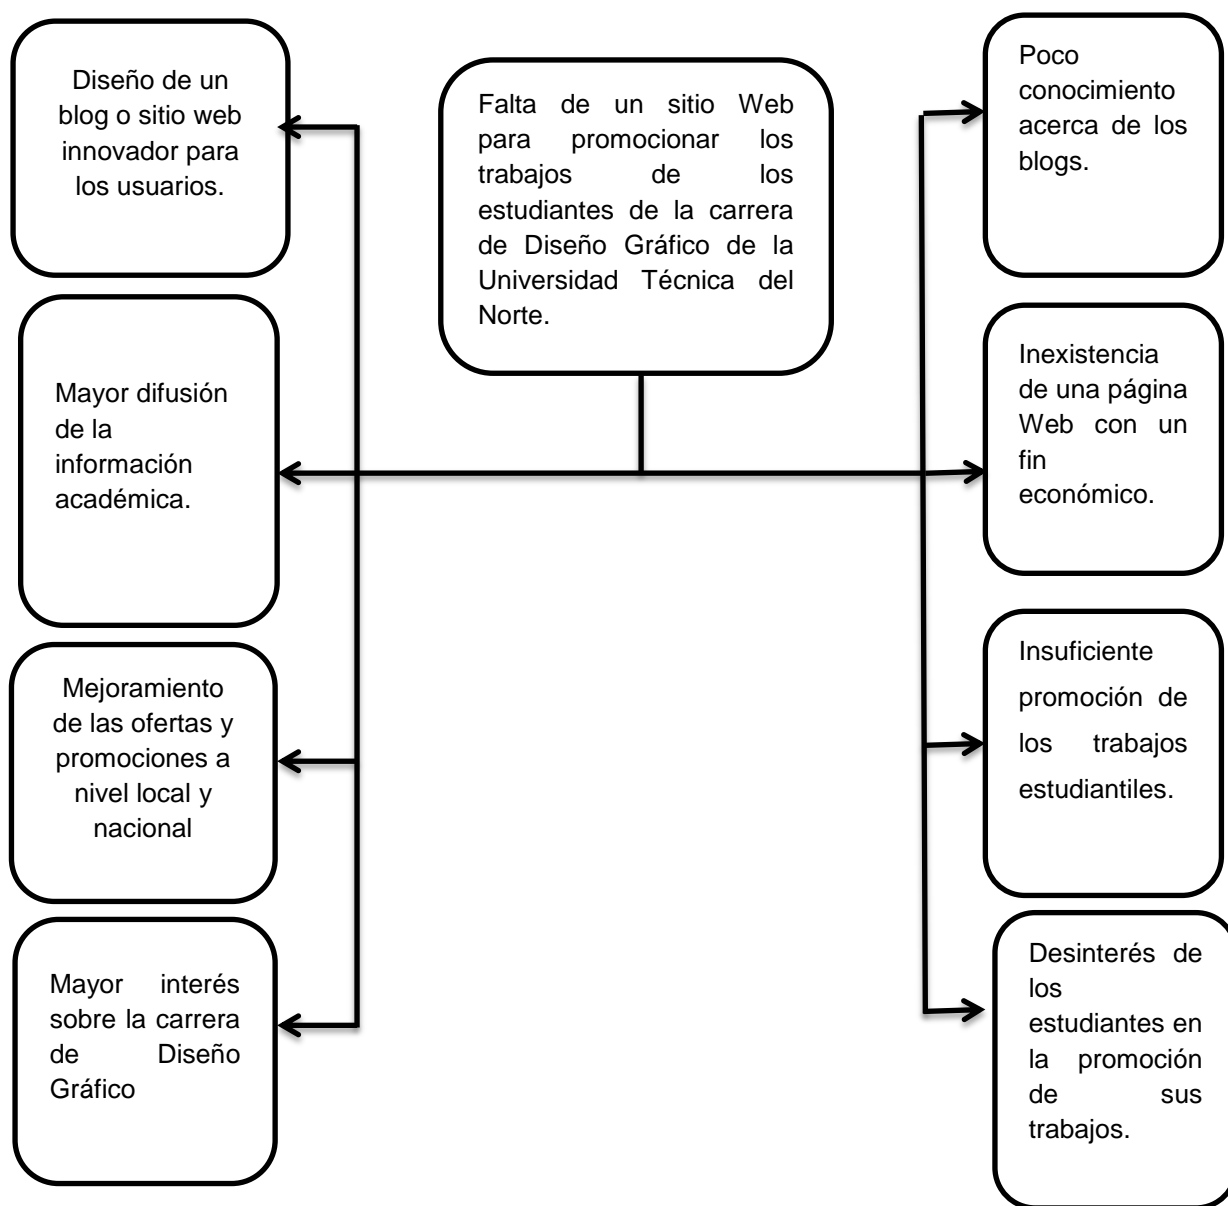 Diseño de un
blog o sitio web
innovador para
los usuarios.
Falta de un sitio Web
para promocionar los
trabajos de los
estudiantes de la carrera
de Diseño Gráfico de la
Universidad Técnica del
Norte.
Poco
conocimiento
acerca de los
blogs.
Mayor difusión
de la
información
académica.
Inexistencia
de una página
Web con un
fin
económico.
Mejoramiento
de las ofertas y
promociones a
nivel local y
nacional
Insuficiente
promoción de
los trabajos
estudiantiles.
Mayor interés
sobre la carrera
de Diseño
Gráfico
Desinterés de
los
estudiantes en
la promoción
de sus
trabajos.